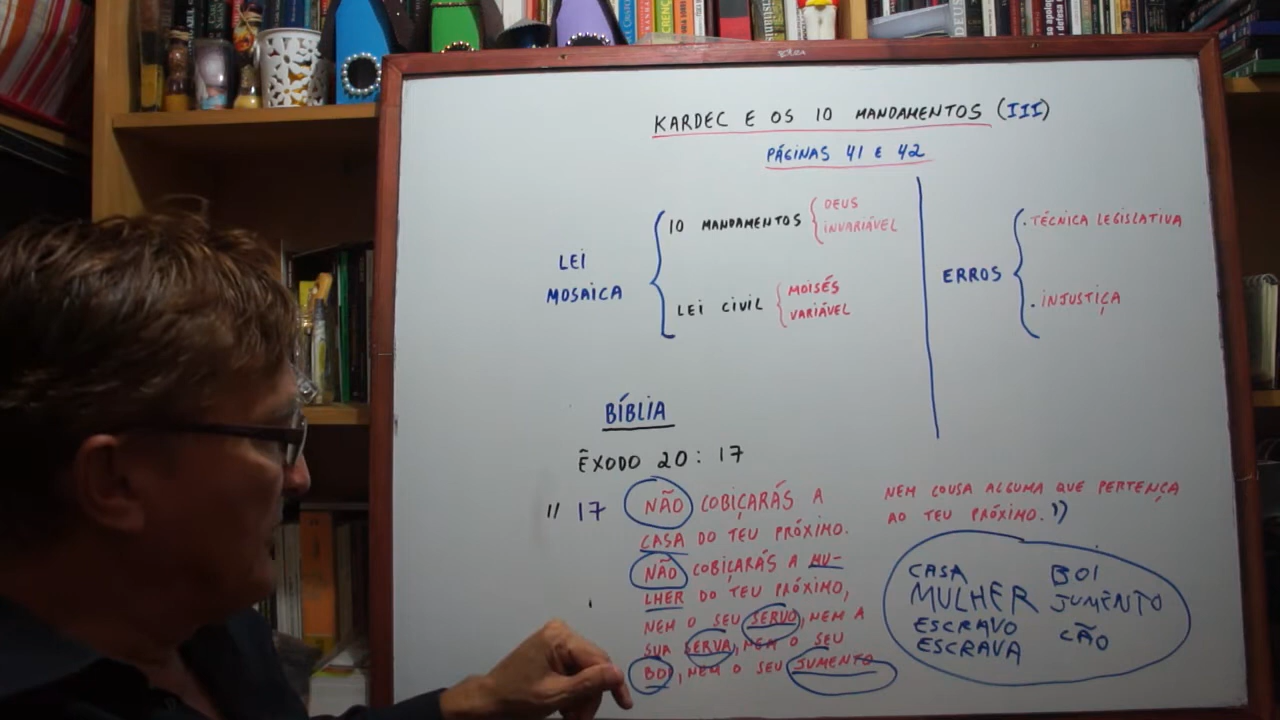 KARDEC E OS 10 MANDAMENTOS (III)
PÁGINAS 41 E 42
LEI
MOSAICA
10 MANDAMENTOS
DEUS
INVARIÁVEL
LEI CIVIL
MOISÉS
VARIÁVEL
ERROS
. TÉCNICA LEGISLATIVA
. INJUSTIÇA
BÍBLIA
ÊXODO 20: 17
" 17 NÃO COBIÇARÁS A
CASA DO TEU PRÓXIMO.
NÃO COBIÇARÁS A MU-
LHER DO TEU PRÓXIMO,
NEM O SEU SERVO, NEM A
SUA SERVA, NEM O SEU
BOI, NEM O SEU JUMENTO
NEM COUSA ALGUMA QUE PERTENÇA
AO TEU PRÓXIMO."
CASA
MULHER
ESCRAVO
ESCRAVA
BOI
JUMENTO
CÃO
SOUZA